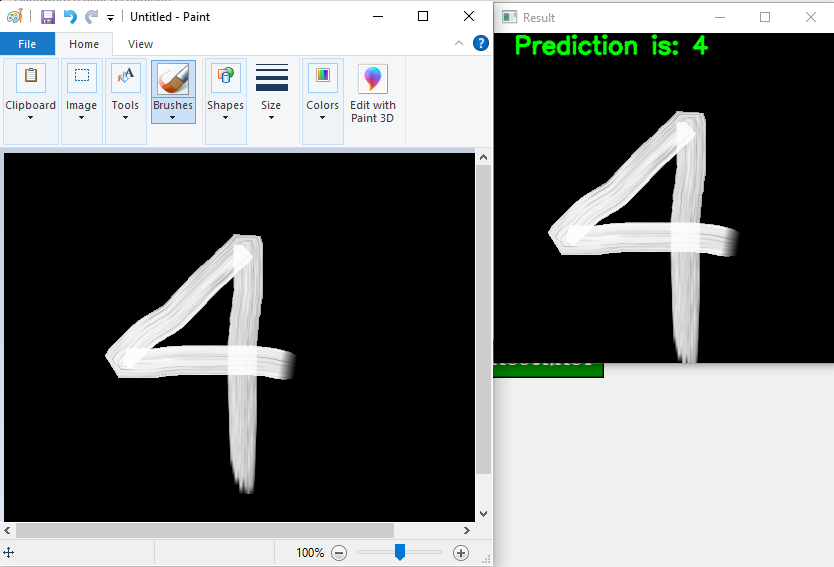 Untitled - Paint
File Home View
Clipboard Image Tools Brushes Shapes Size Colors Edit with
Paint 3D
4
100%
Result
Prediction is: 4
4